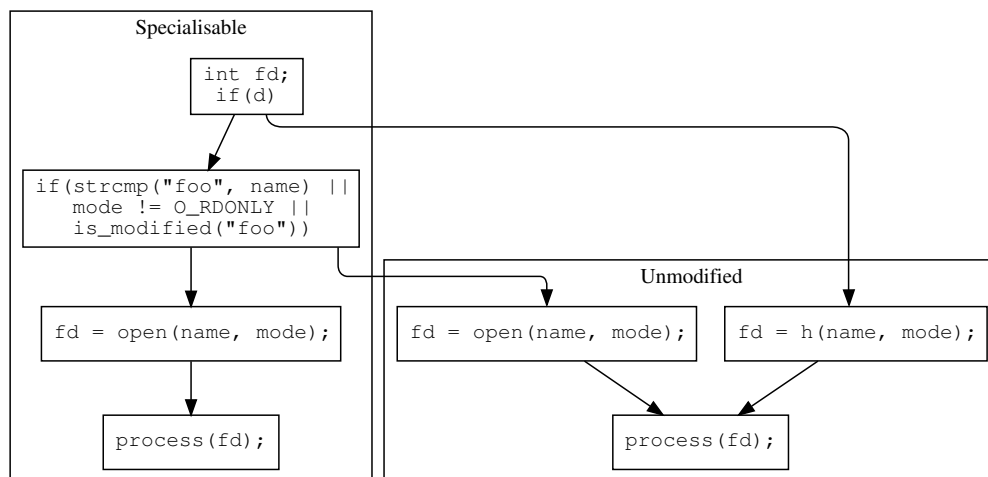 Specialisable
int fd;
if(d)
if(strcmp("foo", name) ||
mode != O_RDONLY ||
is_modified("foo"))
fd = open(name, mode);
process(fd);
Unmodified
fd = open(name, mode);
fd = h(name, mode);
process(fd);